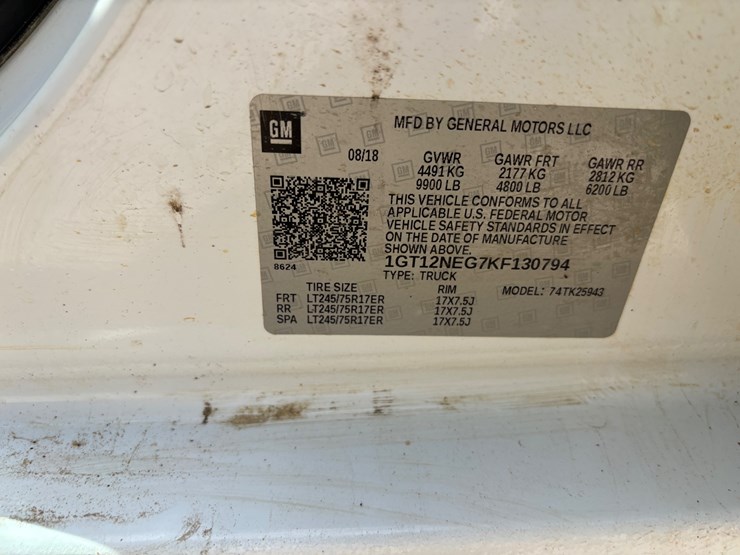 GM
MFD BY GENERAL MOTORS LLC
08/18 GVWR GAWR FRT GAWR RR
4491 KG 2177 KG 2812 KG
9900 LB 4800 LB 6200 LB
THIS VEHICLE CONFORMS TO ALL
APPLICABLE U.S. FEDERAL MOTOR
VEHICLE SAFETY STANDARDS IN EFFECT
ON THE DATE OF MANUFACTURE
SHOWN ABOVE.
8624
1GT12NEG7KF130794
TYPE: TRUCK
TIRE SIZE RIM MODEL: 74TK25943
FRT LT245/75R17ER 17X7.5J
RR LT245/75R17ER 17X7.5J
SPA LT245/75R17ER 17X7.5J